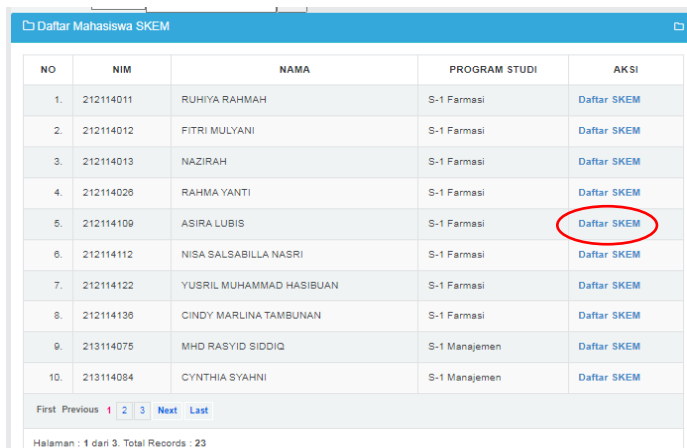 Daftar Mahasiswa SKEM
NO NIM NAMA PROGRAM STUDI AKSI
1. 212114011 RUHIYA RAHMAH S-1 Farmasi Daftar SKEM
2. 212114012 FITRI MULYANI S-1 Farmasi Daftar SKEM
3. 212114013 NAZIRAH S-1 Farmasi Daftar SKEM
4. 212114026 RAHMA YANTI S-1 Farmasi Daftar SKEM
5. 212114109 ASIRA LUBIS S-1 Farmasi Daftar SKEM
6. 212114112 NISA SALSABILLA NASRI S-1 Farmasi Daftar SKEM
7. 212114122 YUSRIL MUHAMMAD HASIBUAN S-1 Farmasi Daftar SKEM
8. 212114136 CINDY MARLINA TAMBUNAN S-1 Farmasi Daftar SKEM
9. 213114075 MHD RASYID SIDDIQ S-1 Manajemen Daftar SKEM
10. 213114084 CYNTHIA SYAHNI S-1 Manajemen Daftar SKEM
First Previous 1 2 3 Next Last
Halaman : 1 dari 3. Total Records : 23